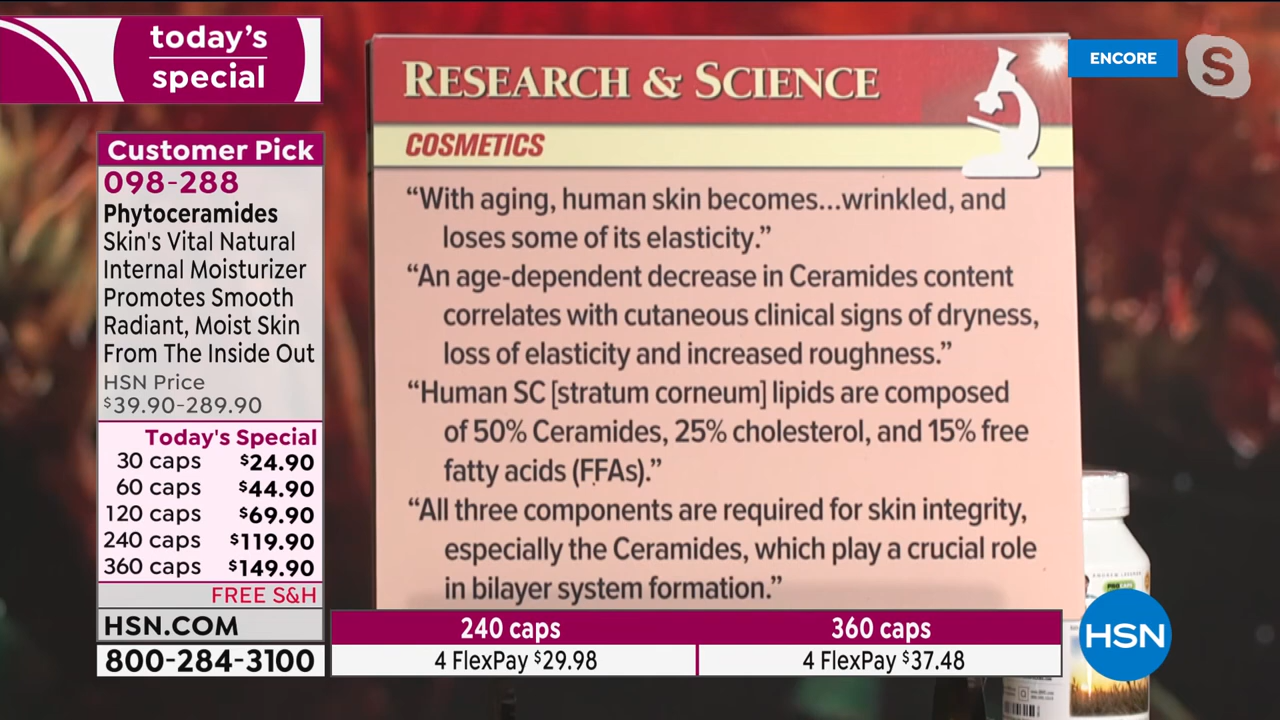 today's
special
Customer Pick
098-288
Phytoceramides
Skin's Vital Natural
Internal Moisturizer
Promotes Smooth
Radiant, Moist Skin
From The Inside Out
HSN Price
$39.90-289.90
Today's Special
30 caps $24.90
60 caps $44.90
120 caps $69.90
240 caps $119.90
360 caps $149.90
FREE S&H
HSN.COM
800-284-3100
RESEARCH & SCIENCE
COSMETICS
“With aging, human skin becomes...wrinkled, and
loses some of its elasticity.”
“An age-dependent decrease in Ceramides content
correlates with cutaneous clinical signs of dryness,
loss of elasticity and increased roughness.”
“Human SC [stratum corneum] lipids are composed
of 50% Ceramides, 25% cholesterol, and 15% free
fatty acids (FFAs).”
“All three components are required for skin integrity,
especially the Ceramides, which play a crucial role
in bilayer system formation.”
ENCORE
S
240 caps 360 caps
4 FlexPay $29.98 4 FlexPay $37.48
ANDREW LESSMAN
PROCAPS
HSN